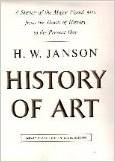 A Survey of the Major Visual Arts
from the Dawn of History
to the Present Day
H. W. JANSON
HISTORY
OF ART